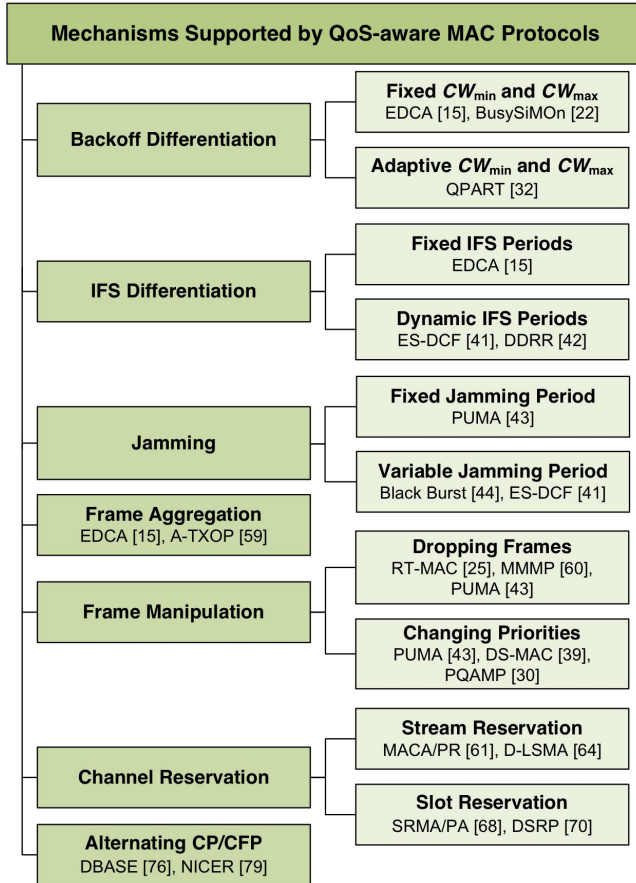 Mechanisms Supported by QoS-aware MAC Protocols
Backoff Differentiation
Fixed CWmin and CWmax
EDCA [15], BusySiMOn [22]
Adaptive CWmin and CWmax
QPART [32]
IFS Differentiation
Fixed IFS Periods
EDCA [15]
Dynamic IFS Periods
ES-DCF [41], DDRR [42]
Jamming
Fixed Jamming Period
PUMA [43]
Variable Jamming Period
Black Burst [44], ES-DCF [41]
Frame Aggregation
EDCA [15], A-TXOP [59]
Frame Manipulation
Dropping Frames
RT-MAC [25], MMMP [60],
PUMA [43]
Changing Priorities
PUMA [43], DS-MAC [39],
PQAMP [30]
Channel Reservation
Stream Reservation
MACA/PR [61], D-LSMA [64]
Slot Reservation
SRMA/PA [68], DSRP [70]
Alternating CP/CFP
DBASE [76], NICER [79]